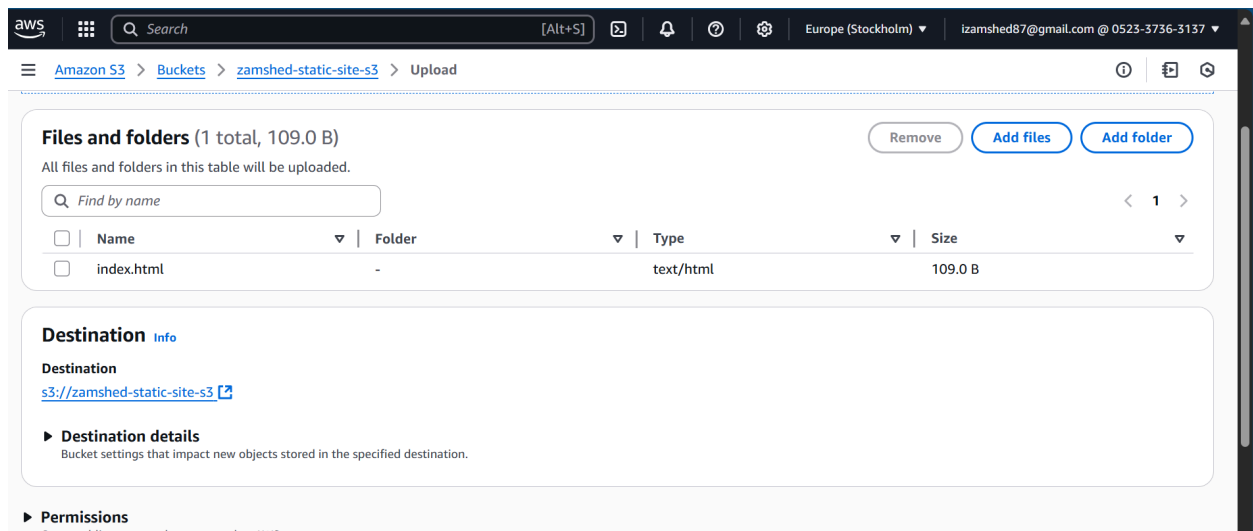 aws
Search [Alt+S] Europe (Stockholm) izamshed87@gmail.com @ 0523-3736-3137
Amazon S3 > Buckets > zamshed-static-site-s3 > Upload
Files and folders (1 total, 109.0 B)
Remove Add files Add folder
All files and folders in this table will be uploaded.
Find by name
1
Name Folder Type Size
index.html - text/html 109.0 B
Destination Info
Destination
s3://zamshed-static-site-s3
Destination details
Bucket settings that impact new objects stored in the specified destination.
Permissions